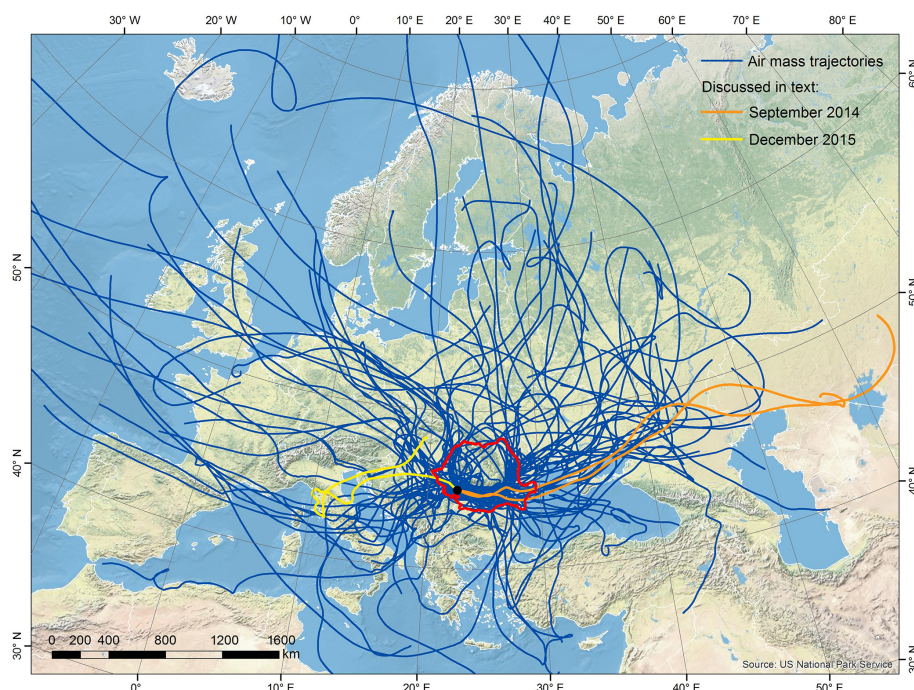 30° W 20° W 10° W 0° 10° E 20° E 30° E 40° E 50° E 60° E 70° E 80° E
Air mass trajectories
Discussed in text:
September 2014
December 2015
60° N
50° N
50° N
40° N
40° N
30° N
30° N
0 200 400 800 1200 1600
km
Source: US National Park Service
0° 10° E 20° E 30° E 40° E 50° E